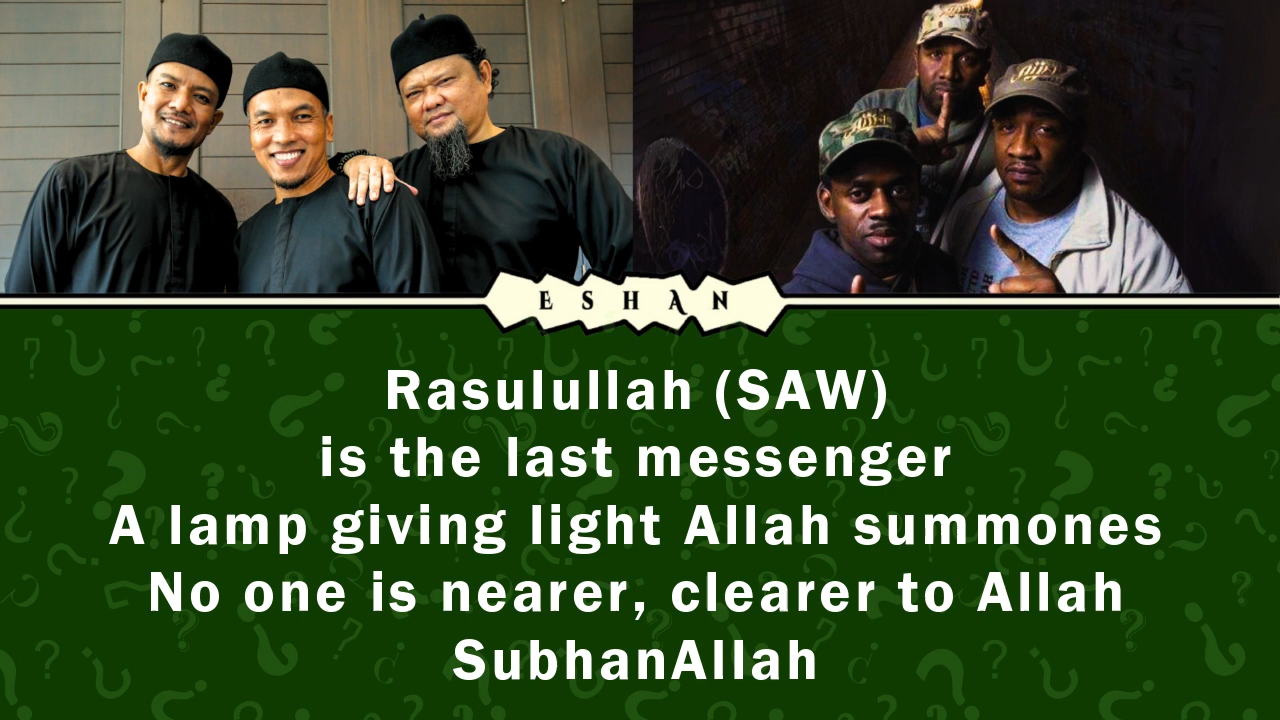 ESHAN
Rasulullah (SAW)
is the last messenger
A lamp giving light Allah summones
No one is nearer, clearer to Allah
SubhanAllah